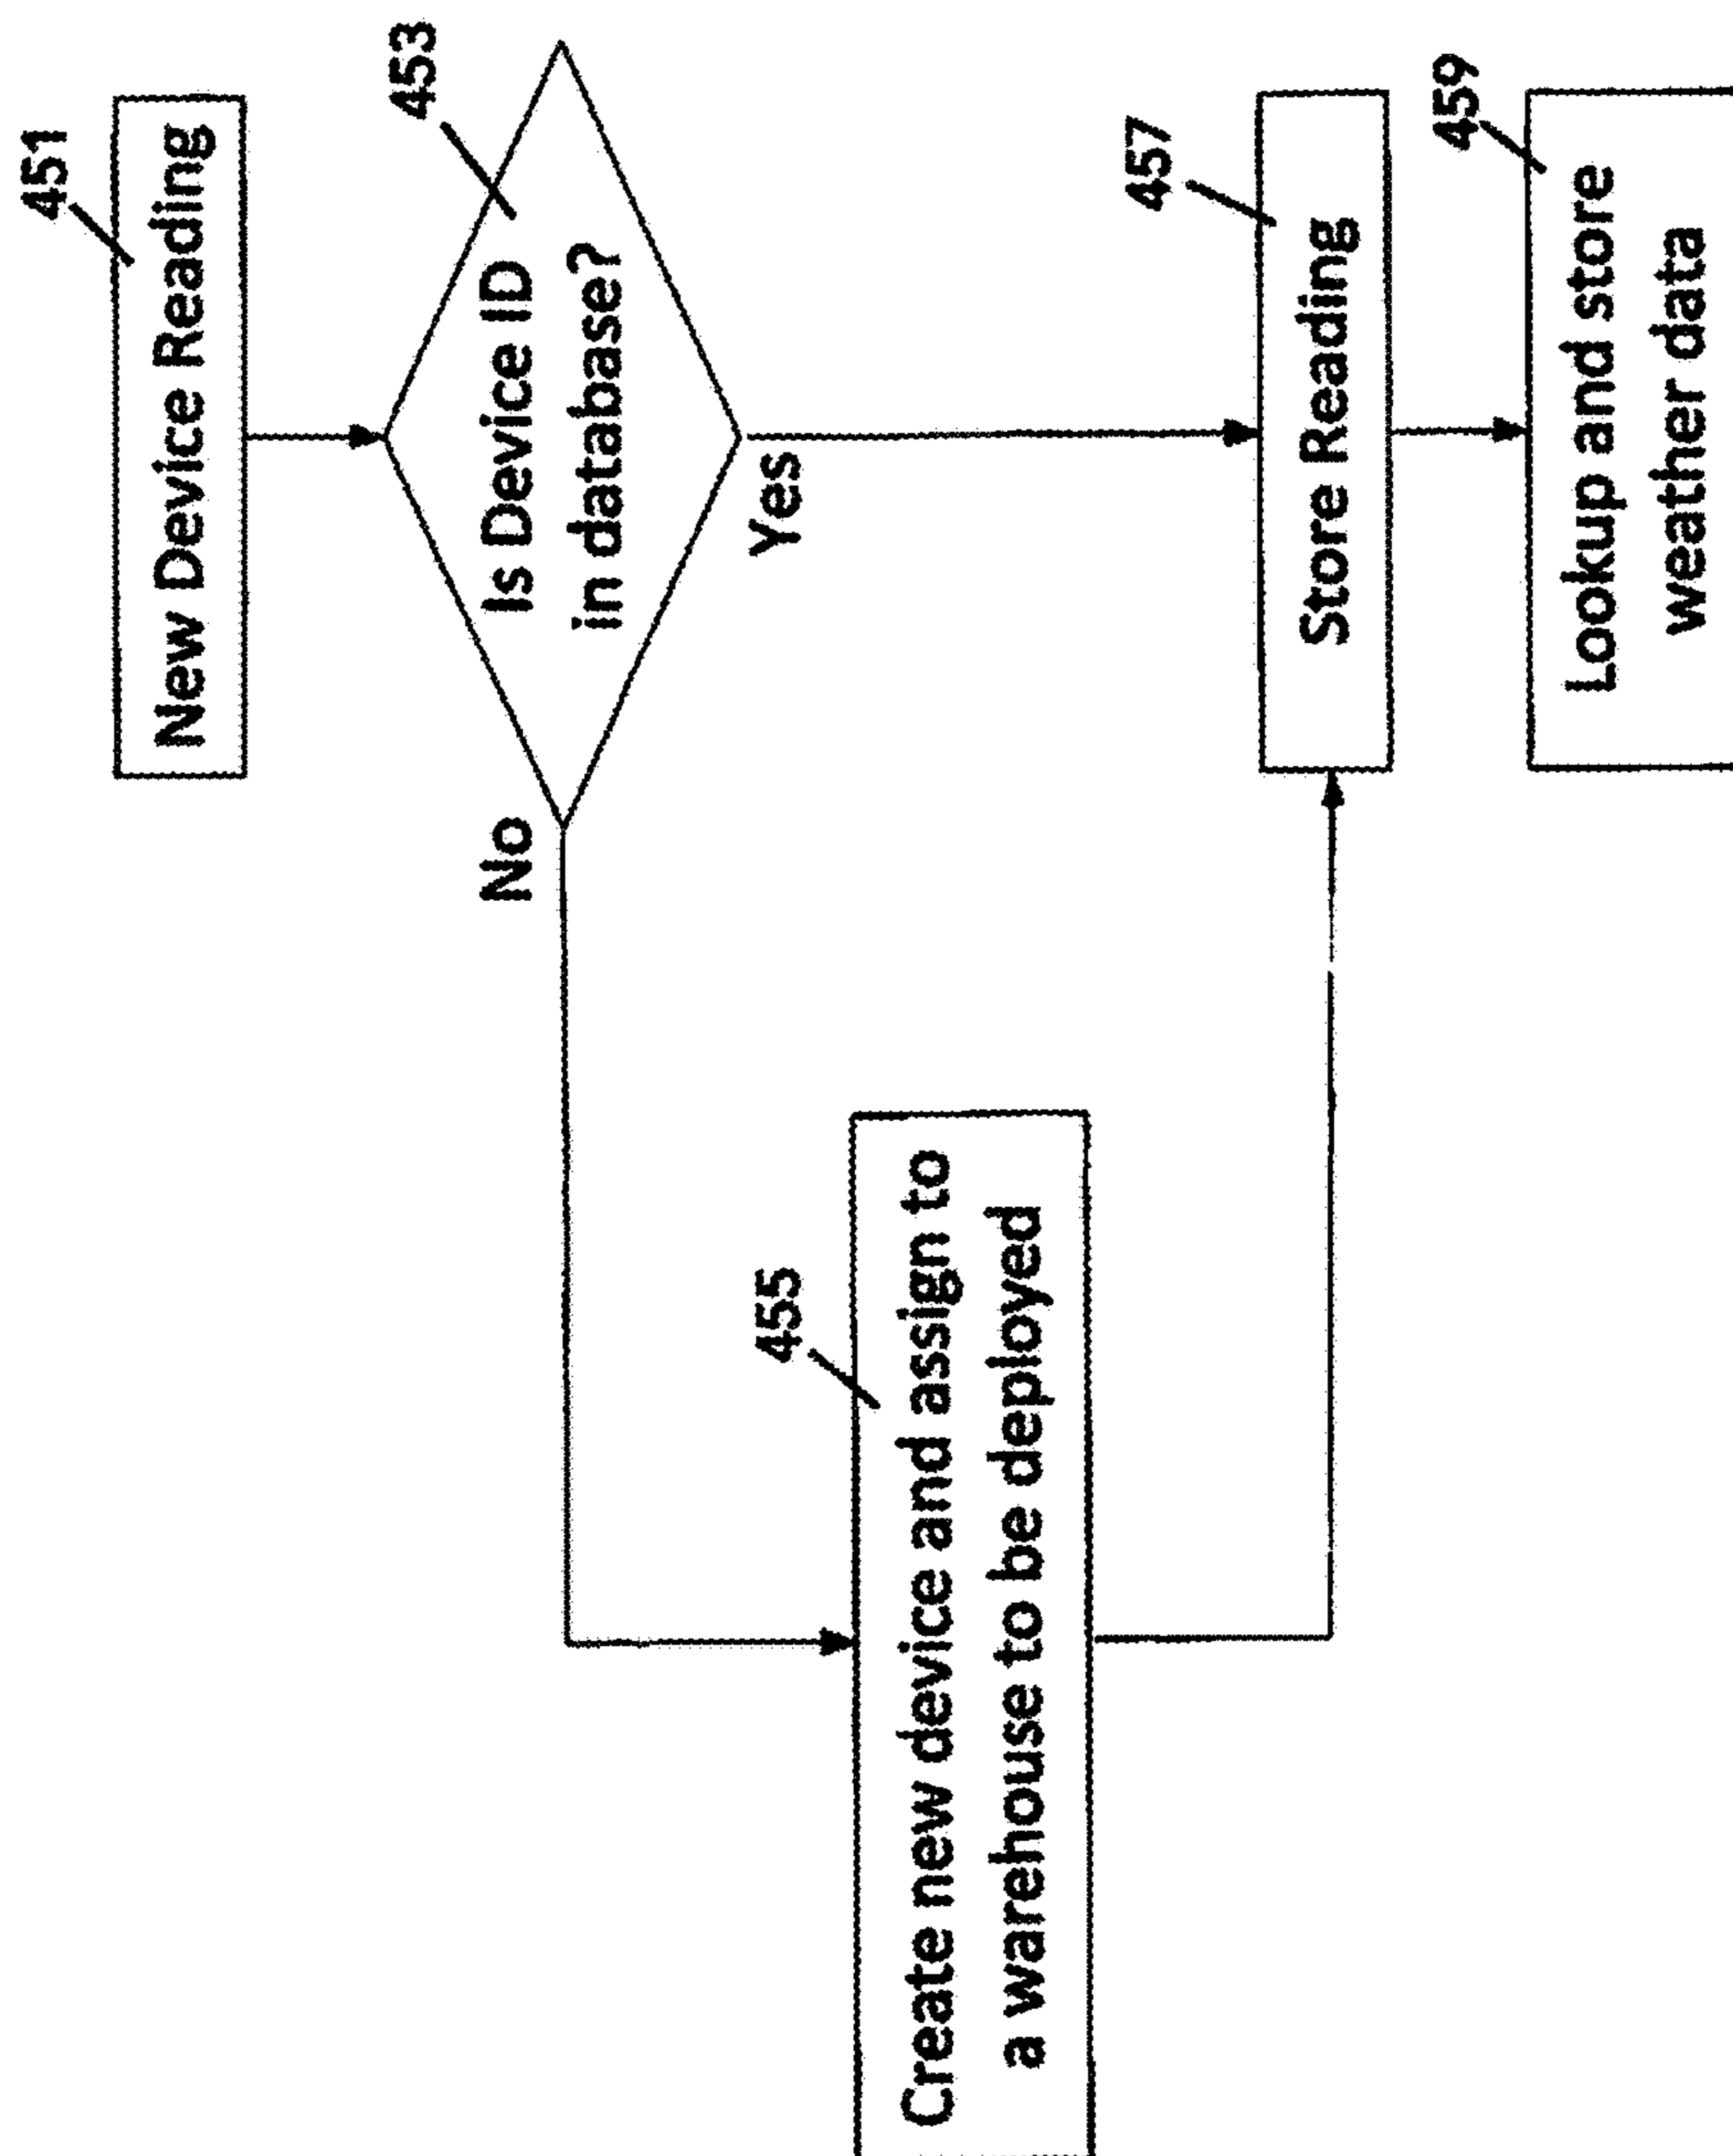 451
New Device Reading
453
Is Device ID
in database?
No
Yes
455
Create new device and assign to
a warehouse to be deployed
457
Store Reading
459
Lookup and store
weather data